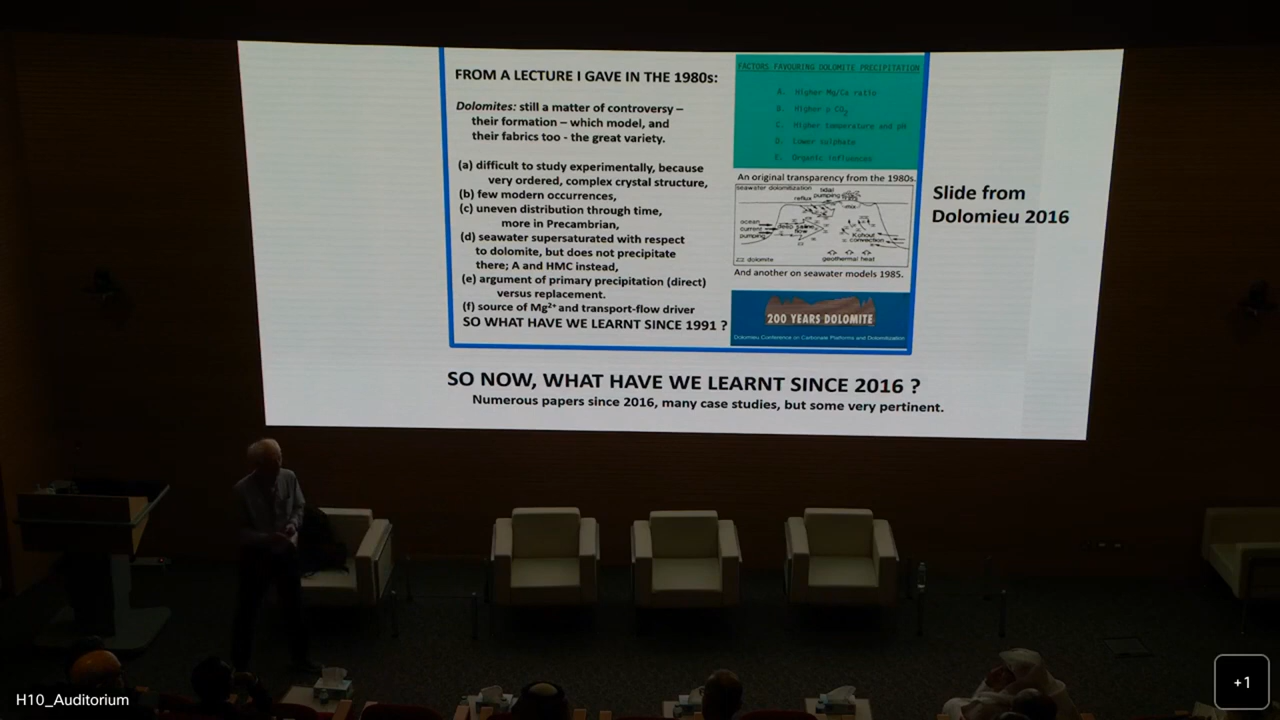 FROM A LECTURE I GAVE IN THE 1980s:
Dolomites: still a matter of controversy –
their formation – which model, and
their fabrics too - the great variety.
(a) difficult to study experimentally, because
very ordered, complex crystal structure,
(b) few modern occurrences,
(c) uneven distribution through time,
more in Precambrian,
(d) seawater supersaturated with respect
to dolomite, but does not precipitate
there; A and HMC instead,
(e) argument of primary precipitation (direct)
versus replacement.
(f) source of Mg2+ and transport-flow driver
SO WHAT HAVE WE LEARNT SINCE 1991 ?
FACTORS FAVOURING DOLOMITE PRECIPITATION
A. Higher Mg/Ca ratio
B. Higher p CO2
C. Higher temperature and pH
D. Lower sulphate
E. Organic influences
An original transparency from the 1980s.
seawater dolomitization
tidal
pumping
reflux
mix
ocean
current
pumping
flow
Kohout
convection
dolomite
geothermal heat
And another on seawater models 1985.
200 YEARS DOLOMITE
Dolomieu Conference on Carbonate Platforms and Dolomitization
Slide from
Dolomieu 2016
SO NOW, WHAT HAVE WE LEARNT SINCE 2016 ?
Numerous papers since 2016, many case studies, but some very pertinent.
H10_Auditorium
+1